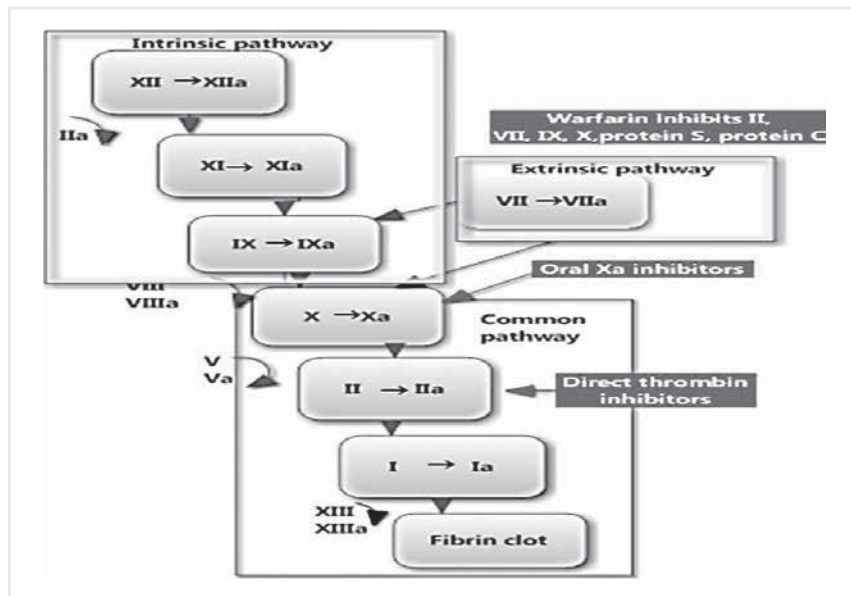 Intrinsic pathway
XII → XIIa
IIa
XI → XIa
IX → IXa
Warfarin inhibits II,
VII, IX, X,protein S, protein C
Extrinsic pathway
VII → VIIa
Oral Xa inhibitors
VIII
VIIIa
X → Xa
Common
pathway
V
Va
II → IIa
Direct thrombin
inhibitors
I → Ia
XIII
XIIIa
Fibrin clot